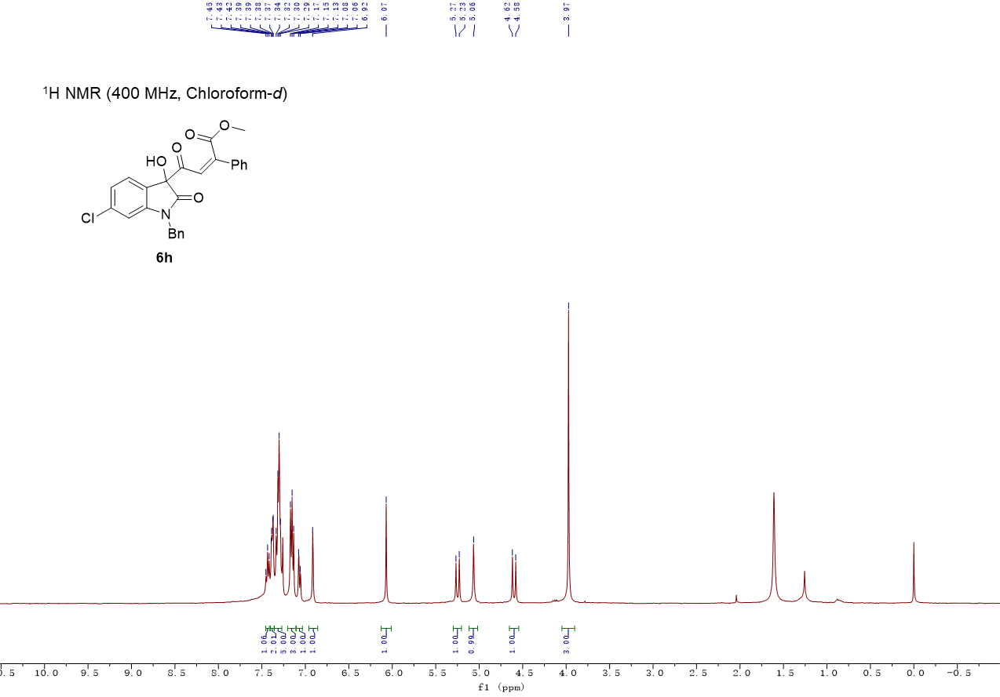 7.45
7.43
7.42
7.39
7.39
7.38
7.37
7.34
7.32
7.30
7.29
7.17
7.15
7.13
7.08
7.06
6.92
6.07
5.27
5.23
5.06
4.62
4.58
3.97
¹H NMR (400 MHz, Chloroform-d)
O
O
O
HO
Ph
O
N
Cl
Bn
6h
1.06
2.01
5.00
3.00
1.00
1.00
1.00
1.00
0.99
1.00
3.00
0.5 10.0 9.5 9.0 8.5 8.0 7.5 7.0 6.5 6.0 5.5 5.0 4.5 4.0 3.5 3.0 2.5 2.0 1.5 1.0 0.5 0.0 -0.5
f1 (ppm)